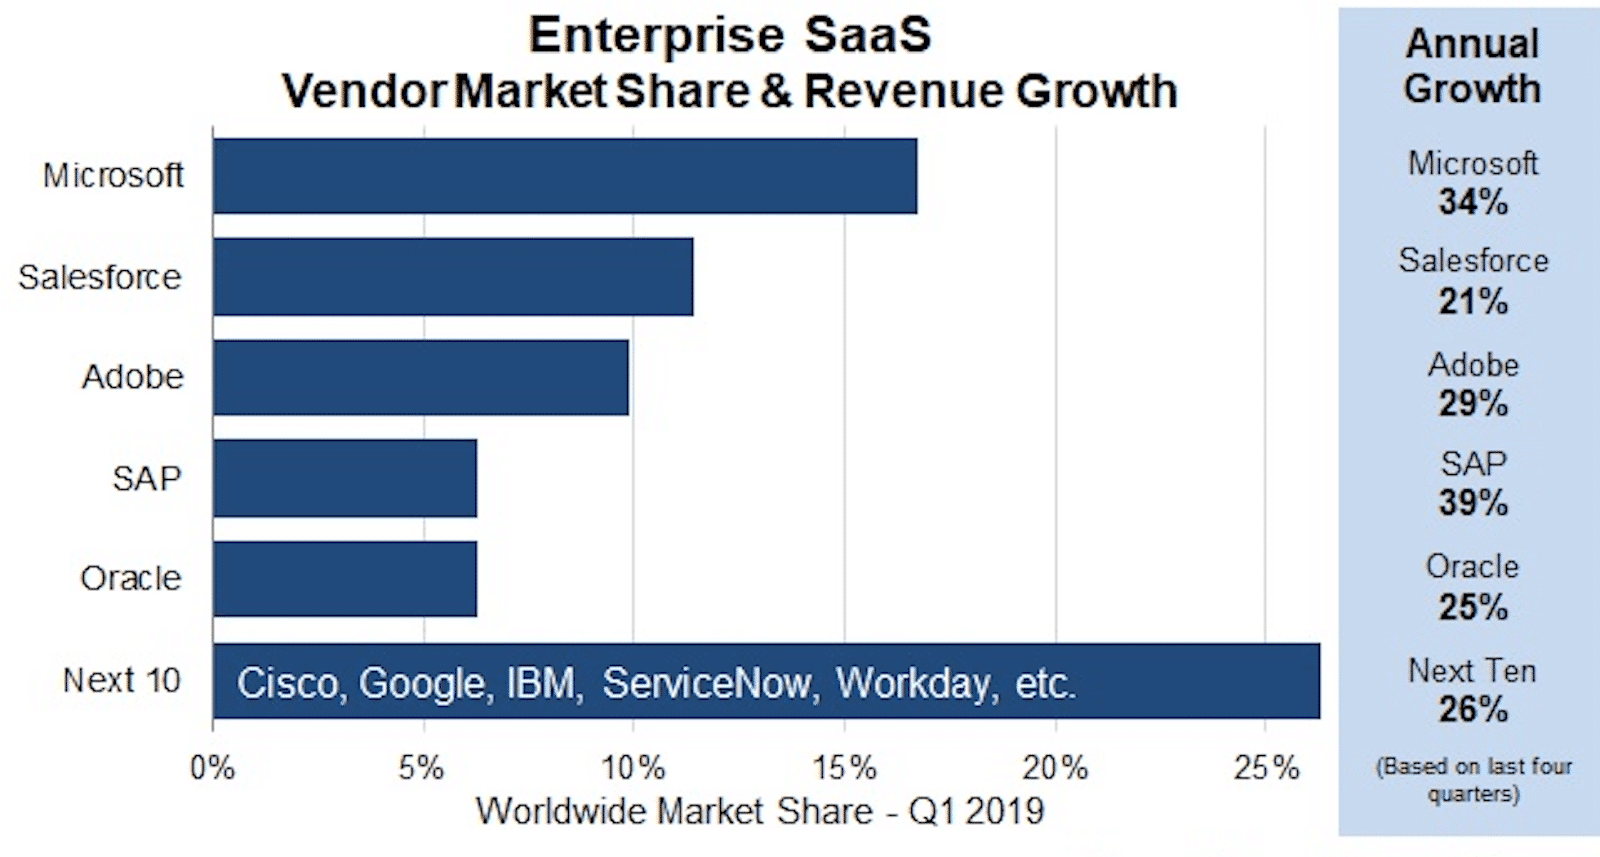 Enterprise SaaS
Vendor Market Share & Revenue Growth
Microsoft
Salesforce
Adobe
SAP
Oracle
Next 10
Cisco, Google, IBM, ServiceNow, Workday, etc.
0% 5% 10% 15% 20% 25%
Worldwide Market Share - Q1 2019
Annual
Growth
Microsoft
34%
Salesforce
21%
Adobe
29%
SAP
39%
Oracle
25%
Next Ten
26%
(Based on last four
quarters)